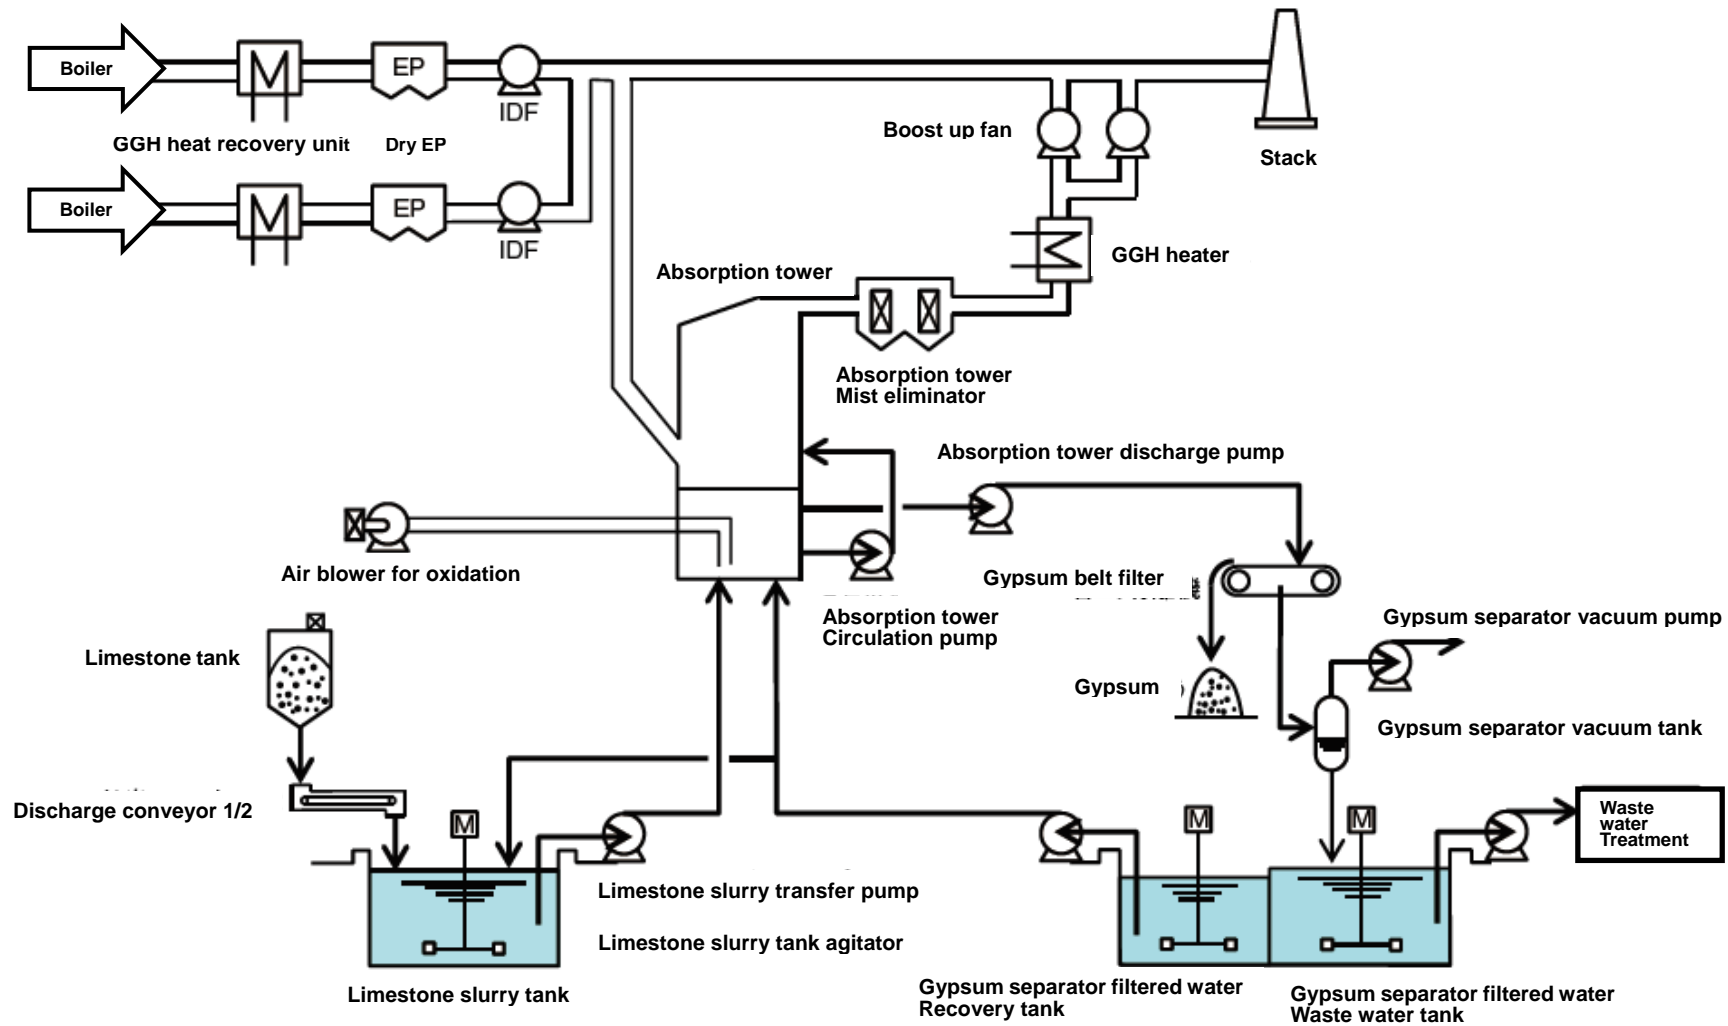 Boiler
EP
IDF
GGH heat recovery unit
Dry EP
Boost up fan
Stack
Boiler
EP
IDF
GGH heater
Absorption tower
Absorption tower
Mist eliminator
Absorption tower discharge pump
Air blower for oxidation
Gypsum belt filter
Absorption tower
Circulation pump
Gypsum separator vacuum pump
Limestone tank
Gypsum
Gypsum separator vacuum tank
Discharge conveyor 1/2
M
M
M
Waste
water
Treatment
Limestone slurry transfer pump
Limestone slurry tank agitator
Limestone slurry tank
Gypsum separator filtered water
Recovery tank
Gypsum separator filtered water
Waste water tank